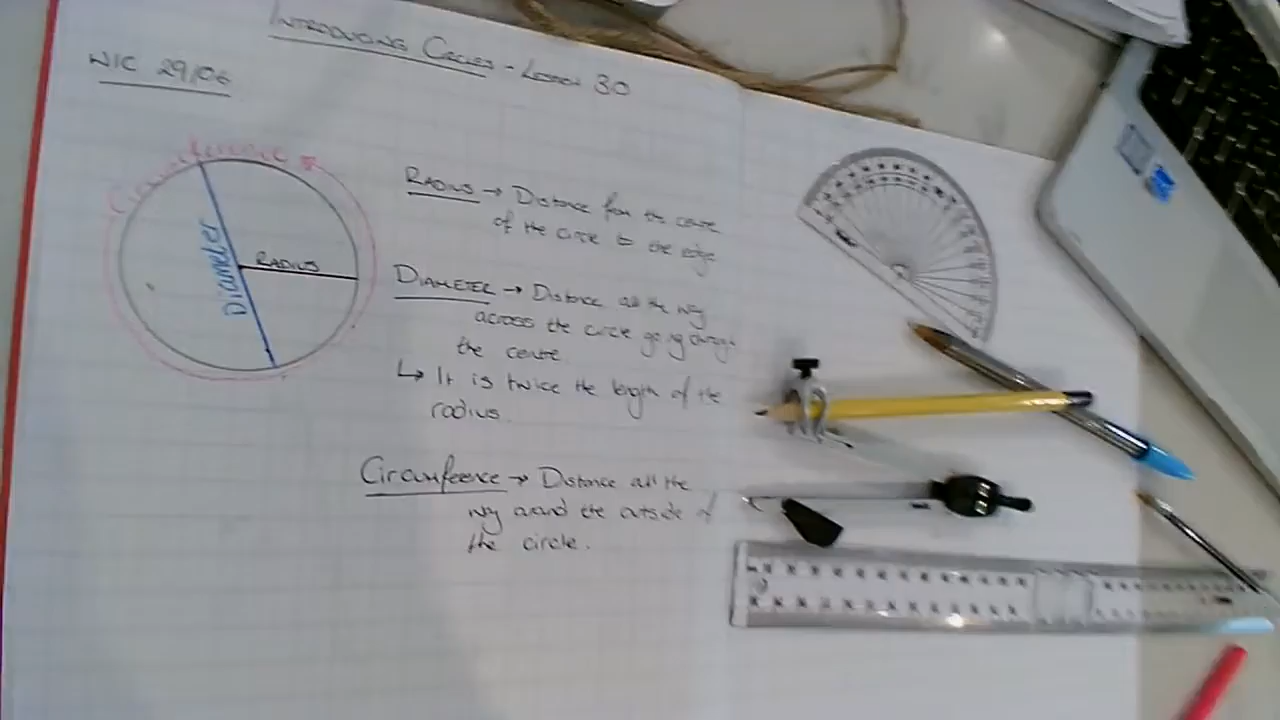 INTRODUCING CIRCLES - LESSON 30
W/C 29/06
Circumference
Diameter
RADIUS
RADIUS → Distance from the centre
of the circle to the edge
DIAMETER → Distance all the way
across the circle going through
the centre.
↳ It is twice the length of the
radius.
Circumference → Distance all the
way around the outside of
the circle.